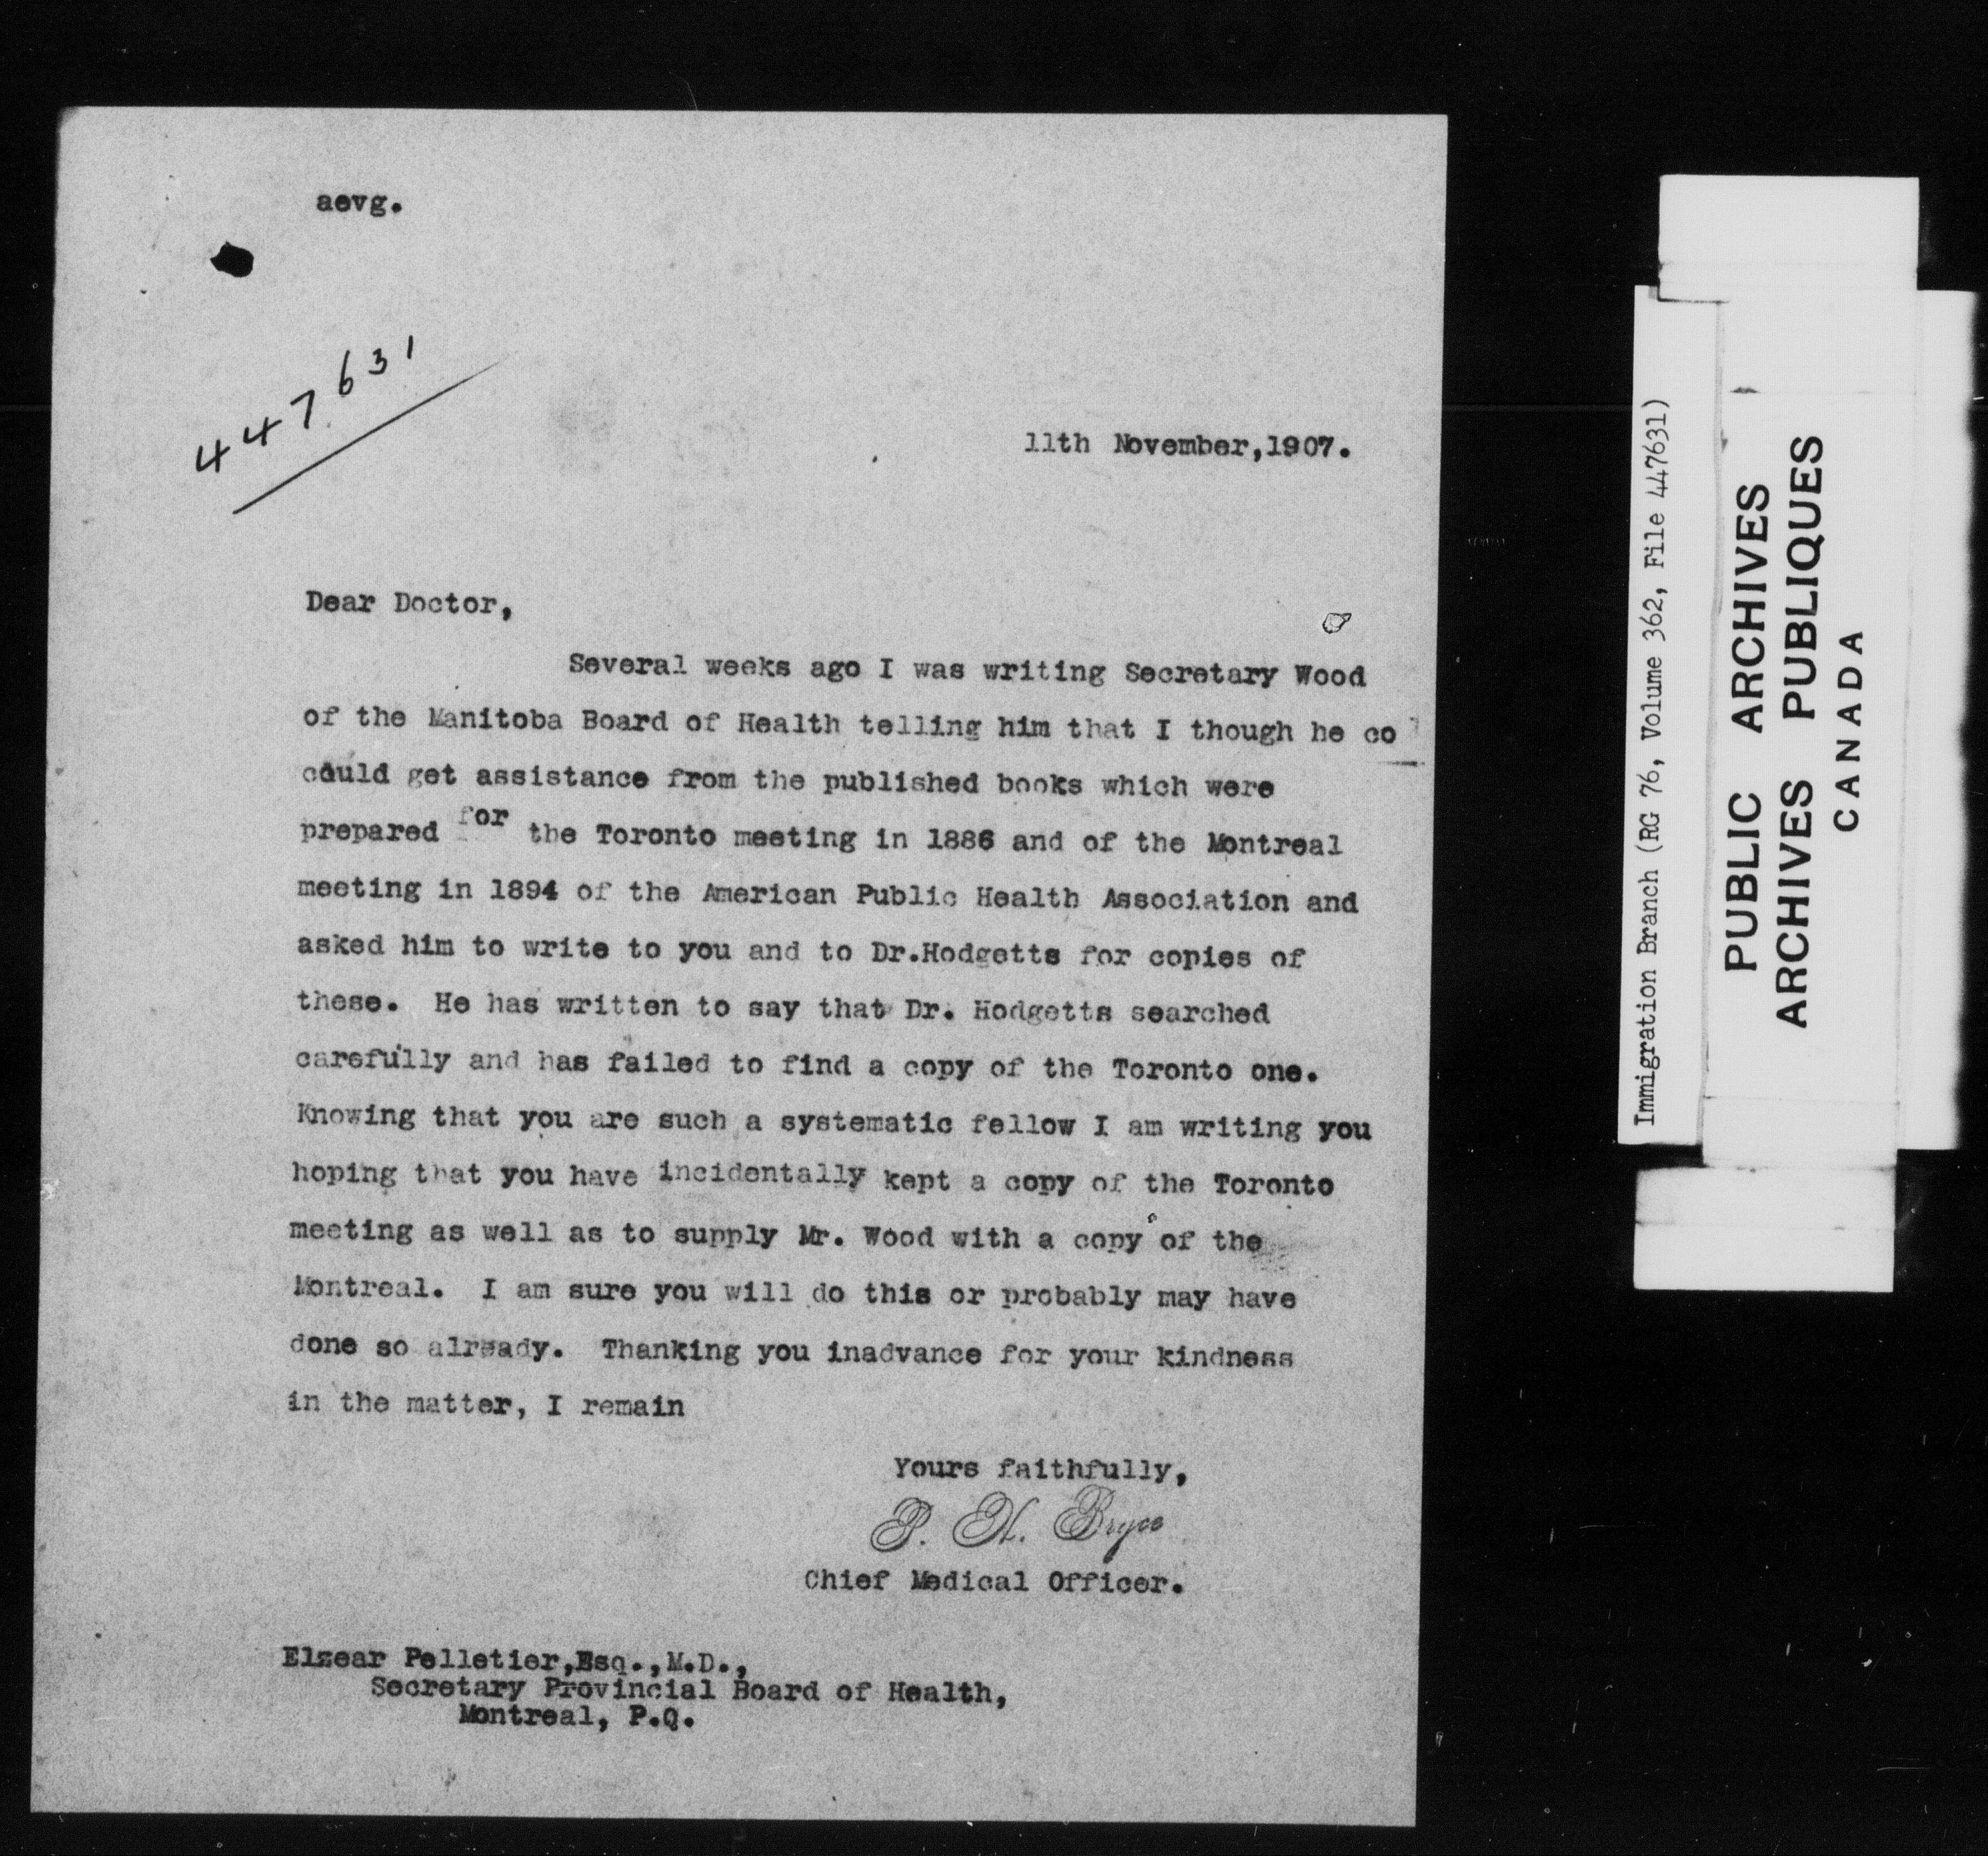 aevg.
447631
11th November,1907.
Dear Doctor,
Several weeks ago I was writing Secretary Wood
of the Manitoba Board of Health telling him that I though he co
could get assistance from the published books which were
prepared for the Toronto meeting in 1886 and of the Montreal
meeting in 1894 of the American Public Health Association and
asked him to write to you and to Dr.Hodgetts for copies of
these. He has written to say that Dr. Hodgetts searched
carefully and has failed to find a copy of the Toronto one.
Knowing that you are such a systematic fellow I am writing you
hoping that you have incidentally kept a copy of the Toronto
meeting as well as to supply Mr. Wood with a copy of the
Montreal. I am sure you will do this or probably may have
done so already. Thanking you inadvance for your kindness
in the matter, I remain
Yours faithfully,
P. H. Bryce
Chief Medical Officer.
Elzear Pelletier,Esq.,M.D.,
Secretary Provincial Board of Health,
Montreal, P.Q.
Immigration Branch (RG 76, Volume 362, File 447631)
PUBLIC ARCHIVES
ARCHIVES PUBLIQUES
CANADA